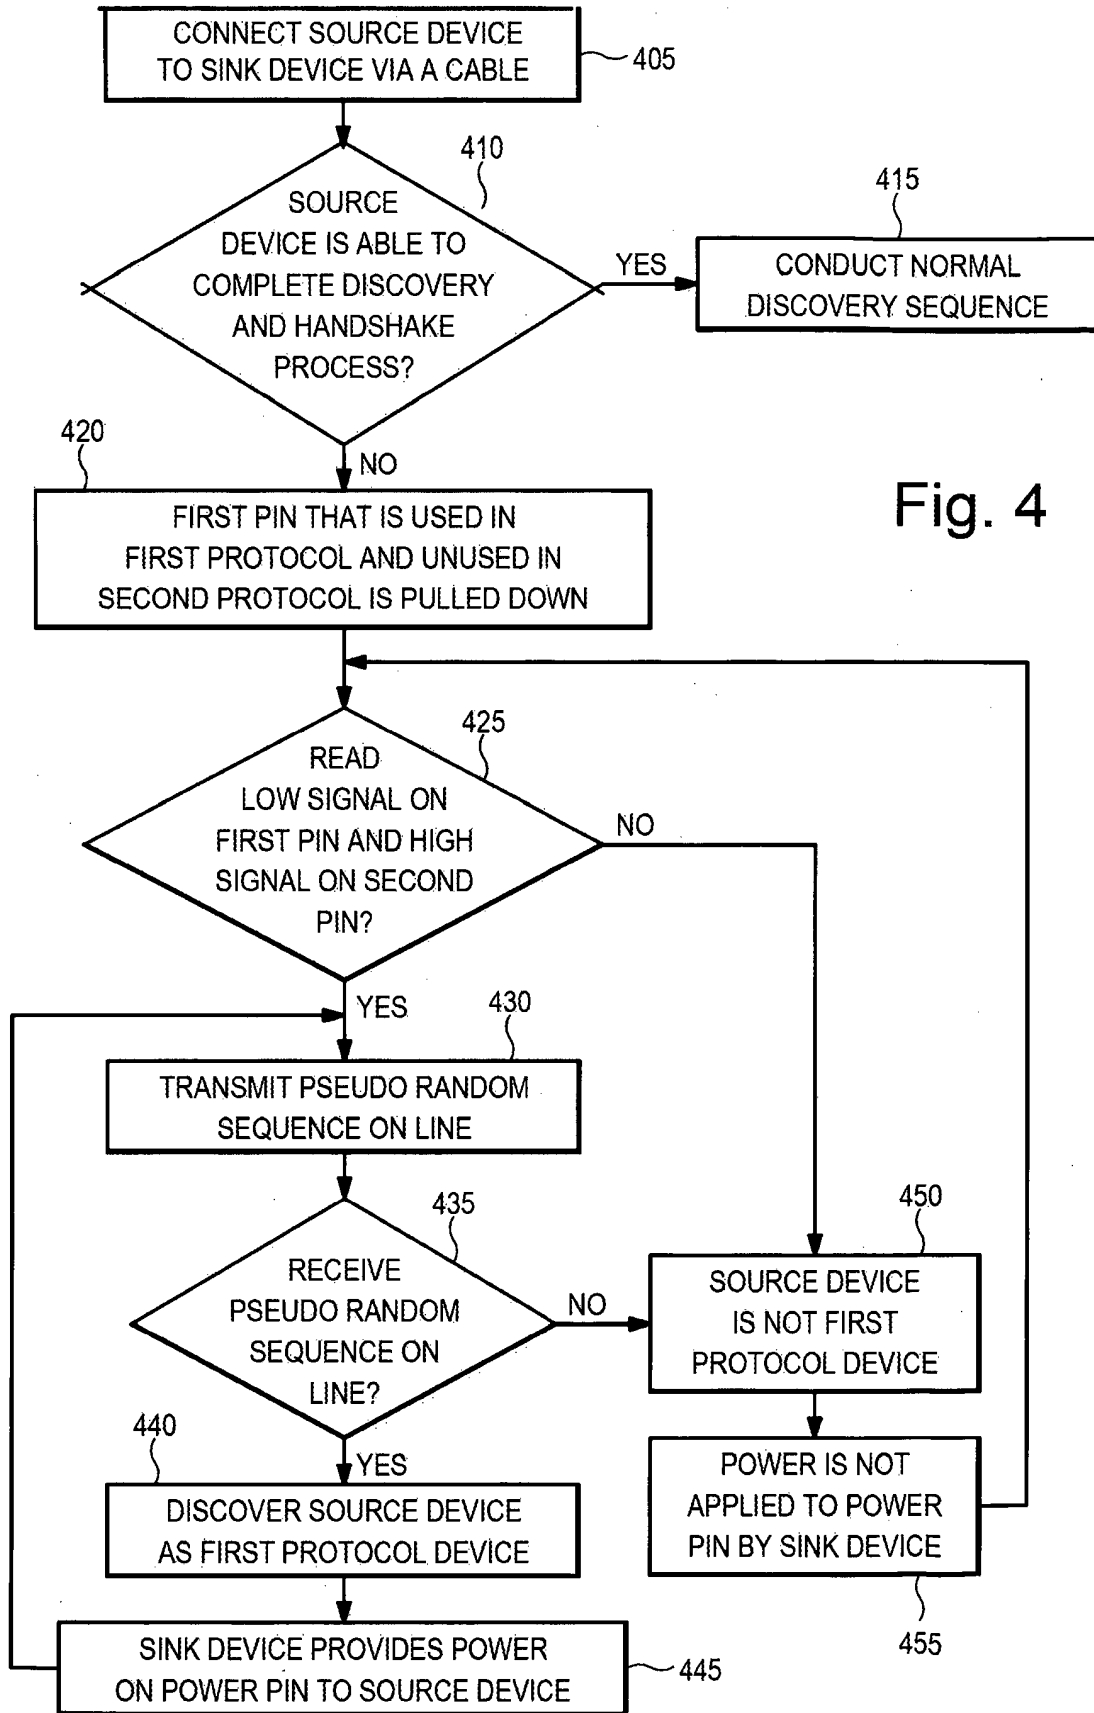 CONNECT SOURCE DEVICE
TO SINK DEVICE VIA A CABLE
405
410
SOURCE
DEVICE IS ABLE TO
COMPLETE DISCOVERY
AND HANDSHAKE
PROCESS?
YES
415
CONDUCT NORMAL
DISCOVERY SEQUENCE
NO
420
FIRST PIN THAT IS USED IN
FIRST PROTOCOL AND UNUSED IN
SECOND PROTOCOL IS PULLED DOWN
Fig. 4
425
READ
LOW SIGNAL ON
FIRST PIN AND HIGH
SIGNAL ON SECOND
PIN?
NO
YES
430
TRANSMIT PSEUDO RANDOM
SEQUENCE ON LINE
435
RECEIVE
PSEUDO RANDOM
SEQUENCE ON
LINE?
NO
450
SOURCE DEVICE
IS NOT FIRST
PROTOCOL DEVICE
YES
440
DISCOVER SOURCE DEVICE
AS FIRST PROTOCOL DEVICE
POWER IS NOT
APPLIED TO POWER
PIN BY SINK DEVICE
455
SINK DEVICE PROVIDES POWER
ON POWER PIN TO SOURCE DEVICE
445